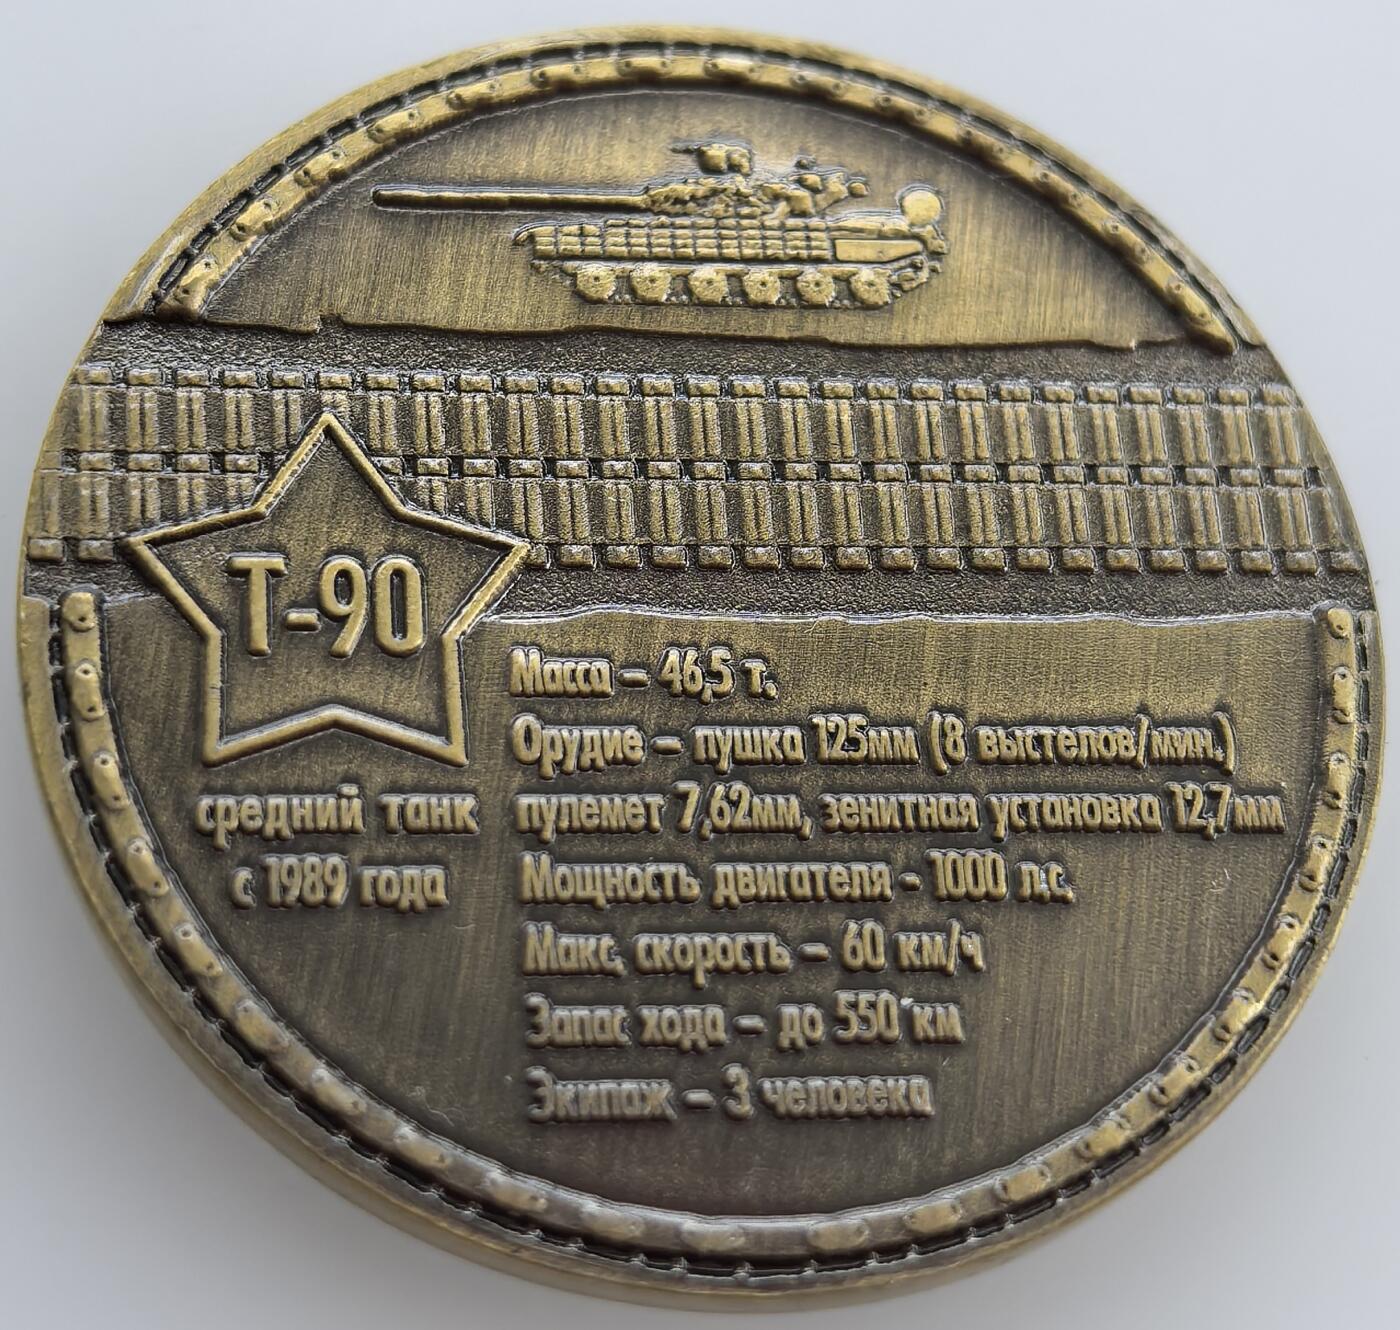 Т-90
средний танк
с 1989 года
Масса - 46,5 т.
Орудие - пушка 125мм (8 выстелов/мин.)
пулемет 7,62мм, зенитная установка 12,7мм
Мощность двигателя - 1000 л.с.
Макс. скорость - 60 км/ч
Запас хода - до 550 км
Экипаж - 3 человека